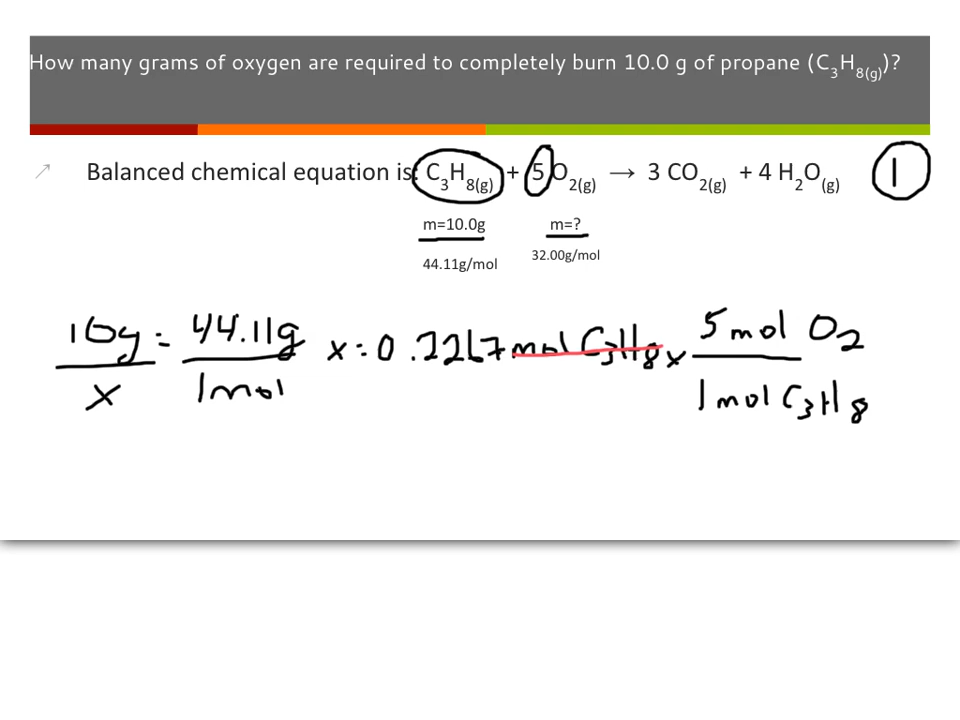 How many grams of oxygen are required to completely burn 10.0 g of propane (C3H8(g))?
Balanced chemical equation is: C3H8(g) + 5 O2(g) → 3 CO2(g) + 4 H2O(g) 1
m=10.0g m=?
44.11g/mol 32.00g/mol
10g/x = 44.11g/1mol x=0.2267 mol C3H8 x 5 mol O2/1 mol C3H8